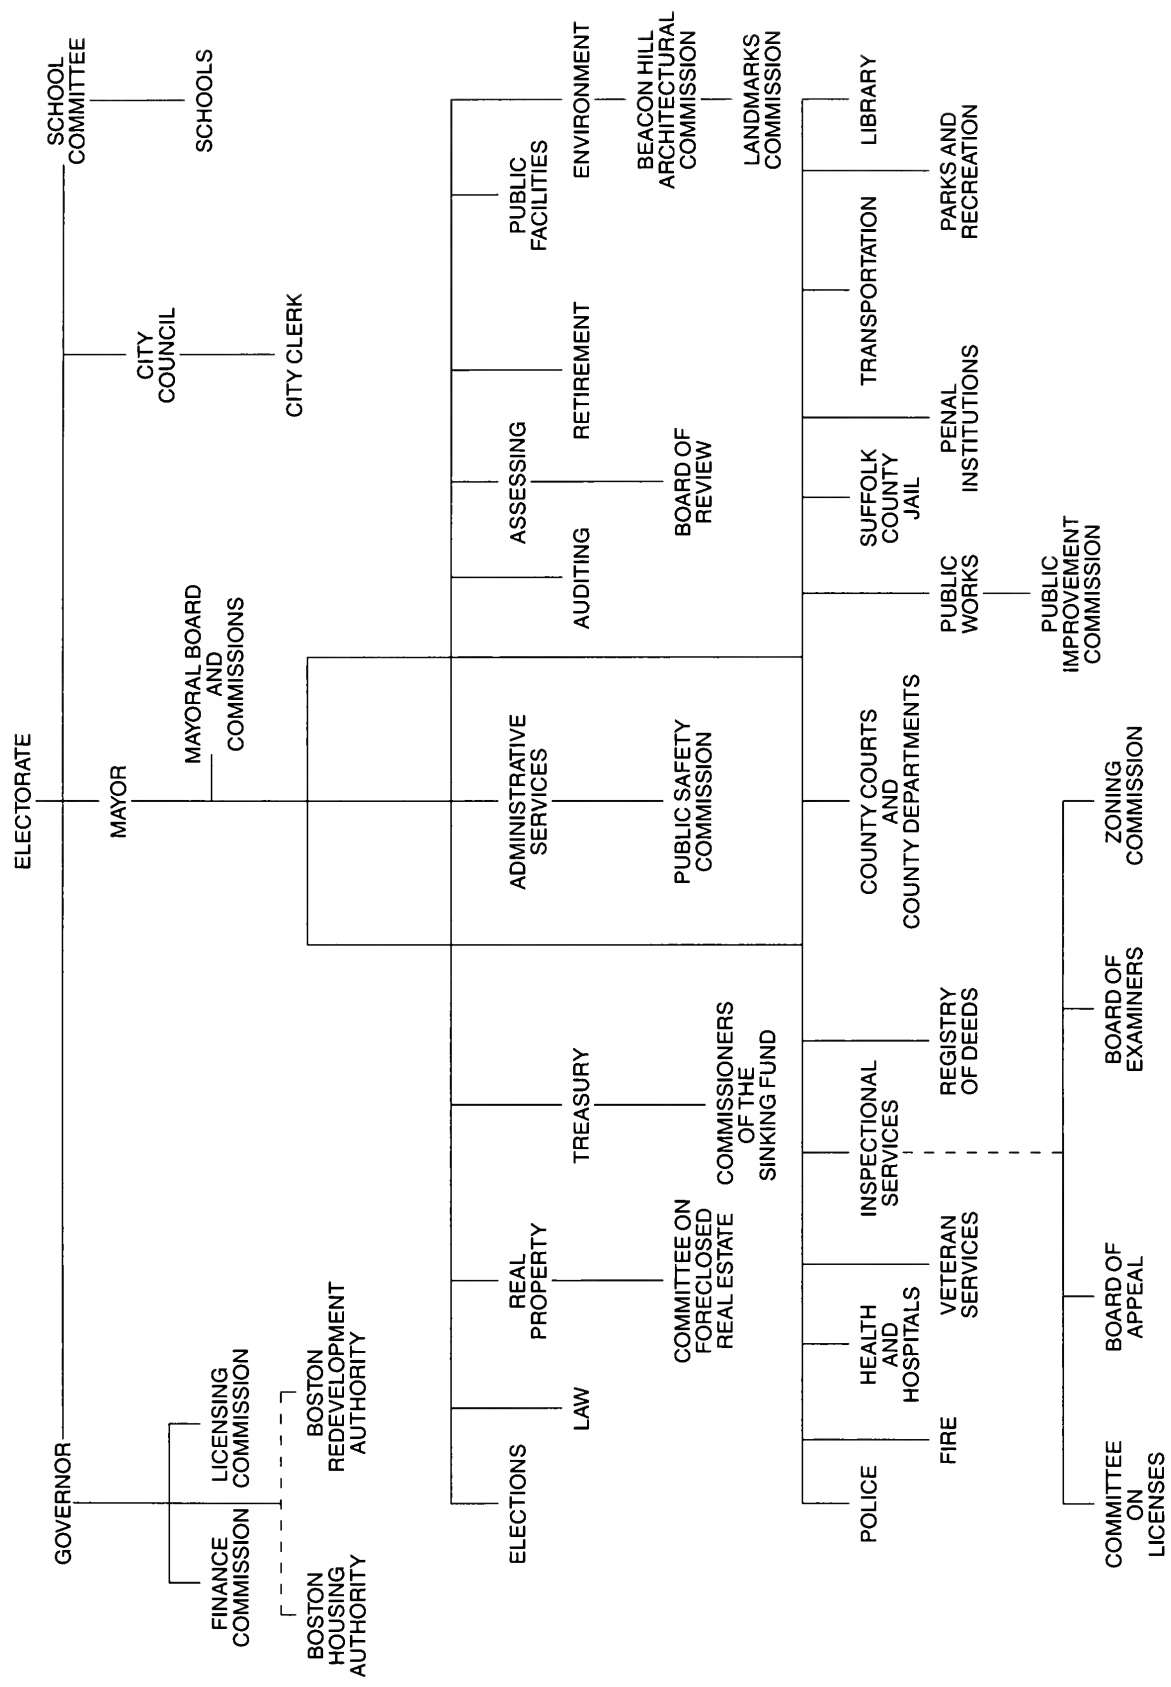 ELECTORATE
GOVERNOR
MAYOR
SCHOOL
COMMITTEE
FINANCE
COMMISSION
LICENSING
COMMISSION
MAYORAL BOARD
AND
COMMISSIONS
CITY
COUNCIL
SCHOOLS
BOSTON
HOUSING
AUTHORITY
BOSTON
REDEVELOPMENT
AUTHORITY
CITY CLERK
ELECTIONS
LAW
REAL
PROPERTY
TREASURY
ADMINISTRATIVE
SERVICES
AUDITING
ASSESSING
RETIREMENT
PUBLIC
FACILITIES
ENVIRONMENT
COMMITTEE ON
FORECLOSED
REAL ESTATE
COMMISSIONERS
OF THE
SINKING FUND
PUBLIC SAFETY
COMMISSION
BOARD OF
REVIEW
BEACON HILL
ARCHITECTURAL
COMMISSION
LANDMARKS
COMMISSION
POLICE
FIRE
HEALTH
AND
HOSPITALS
VETERAN
SERVICES
INSPECTIONAL
SERVICES
REGISTRY
OF DEEDS
COUNTY COURTS
AND
COUNTY DEPARTMENTS
PUBLIC
WORKS
SUFFOLK
COUNTY
JAIL
PENAL
INSTITUTIONS
TRANSPORTATION
PARKS AND
RECREATION
LIBRARY
PUBLIC
IMPROVEMENT
COMMISSION
COMMITTEE
ON
LICENSES
BOARD OF
APPEAL
BOARD OF
EXAMINERS
ZONING
COMMISSION